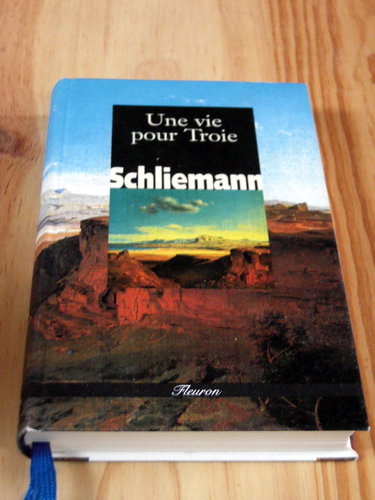 Une vie
pour Troie
Schliemann
Fleuron